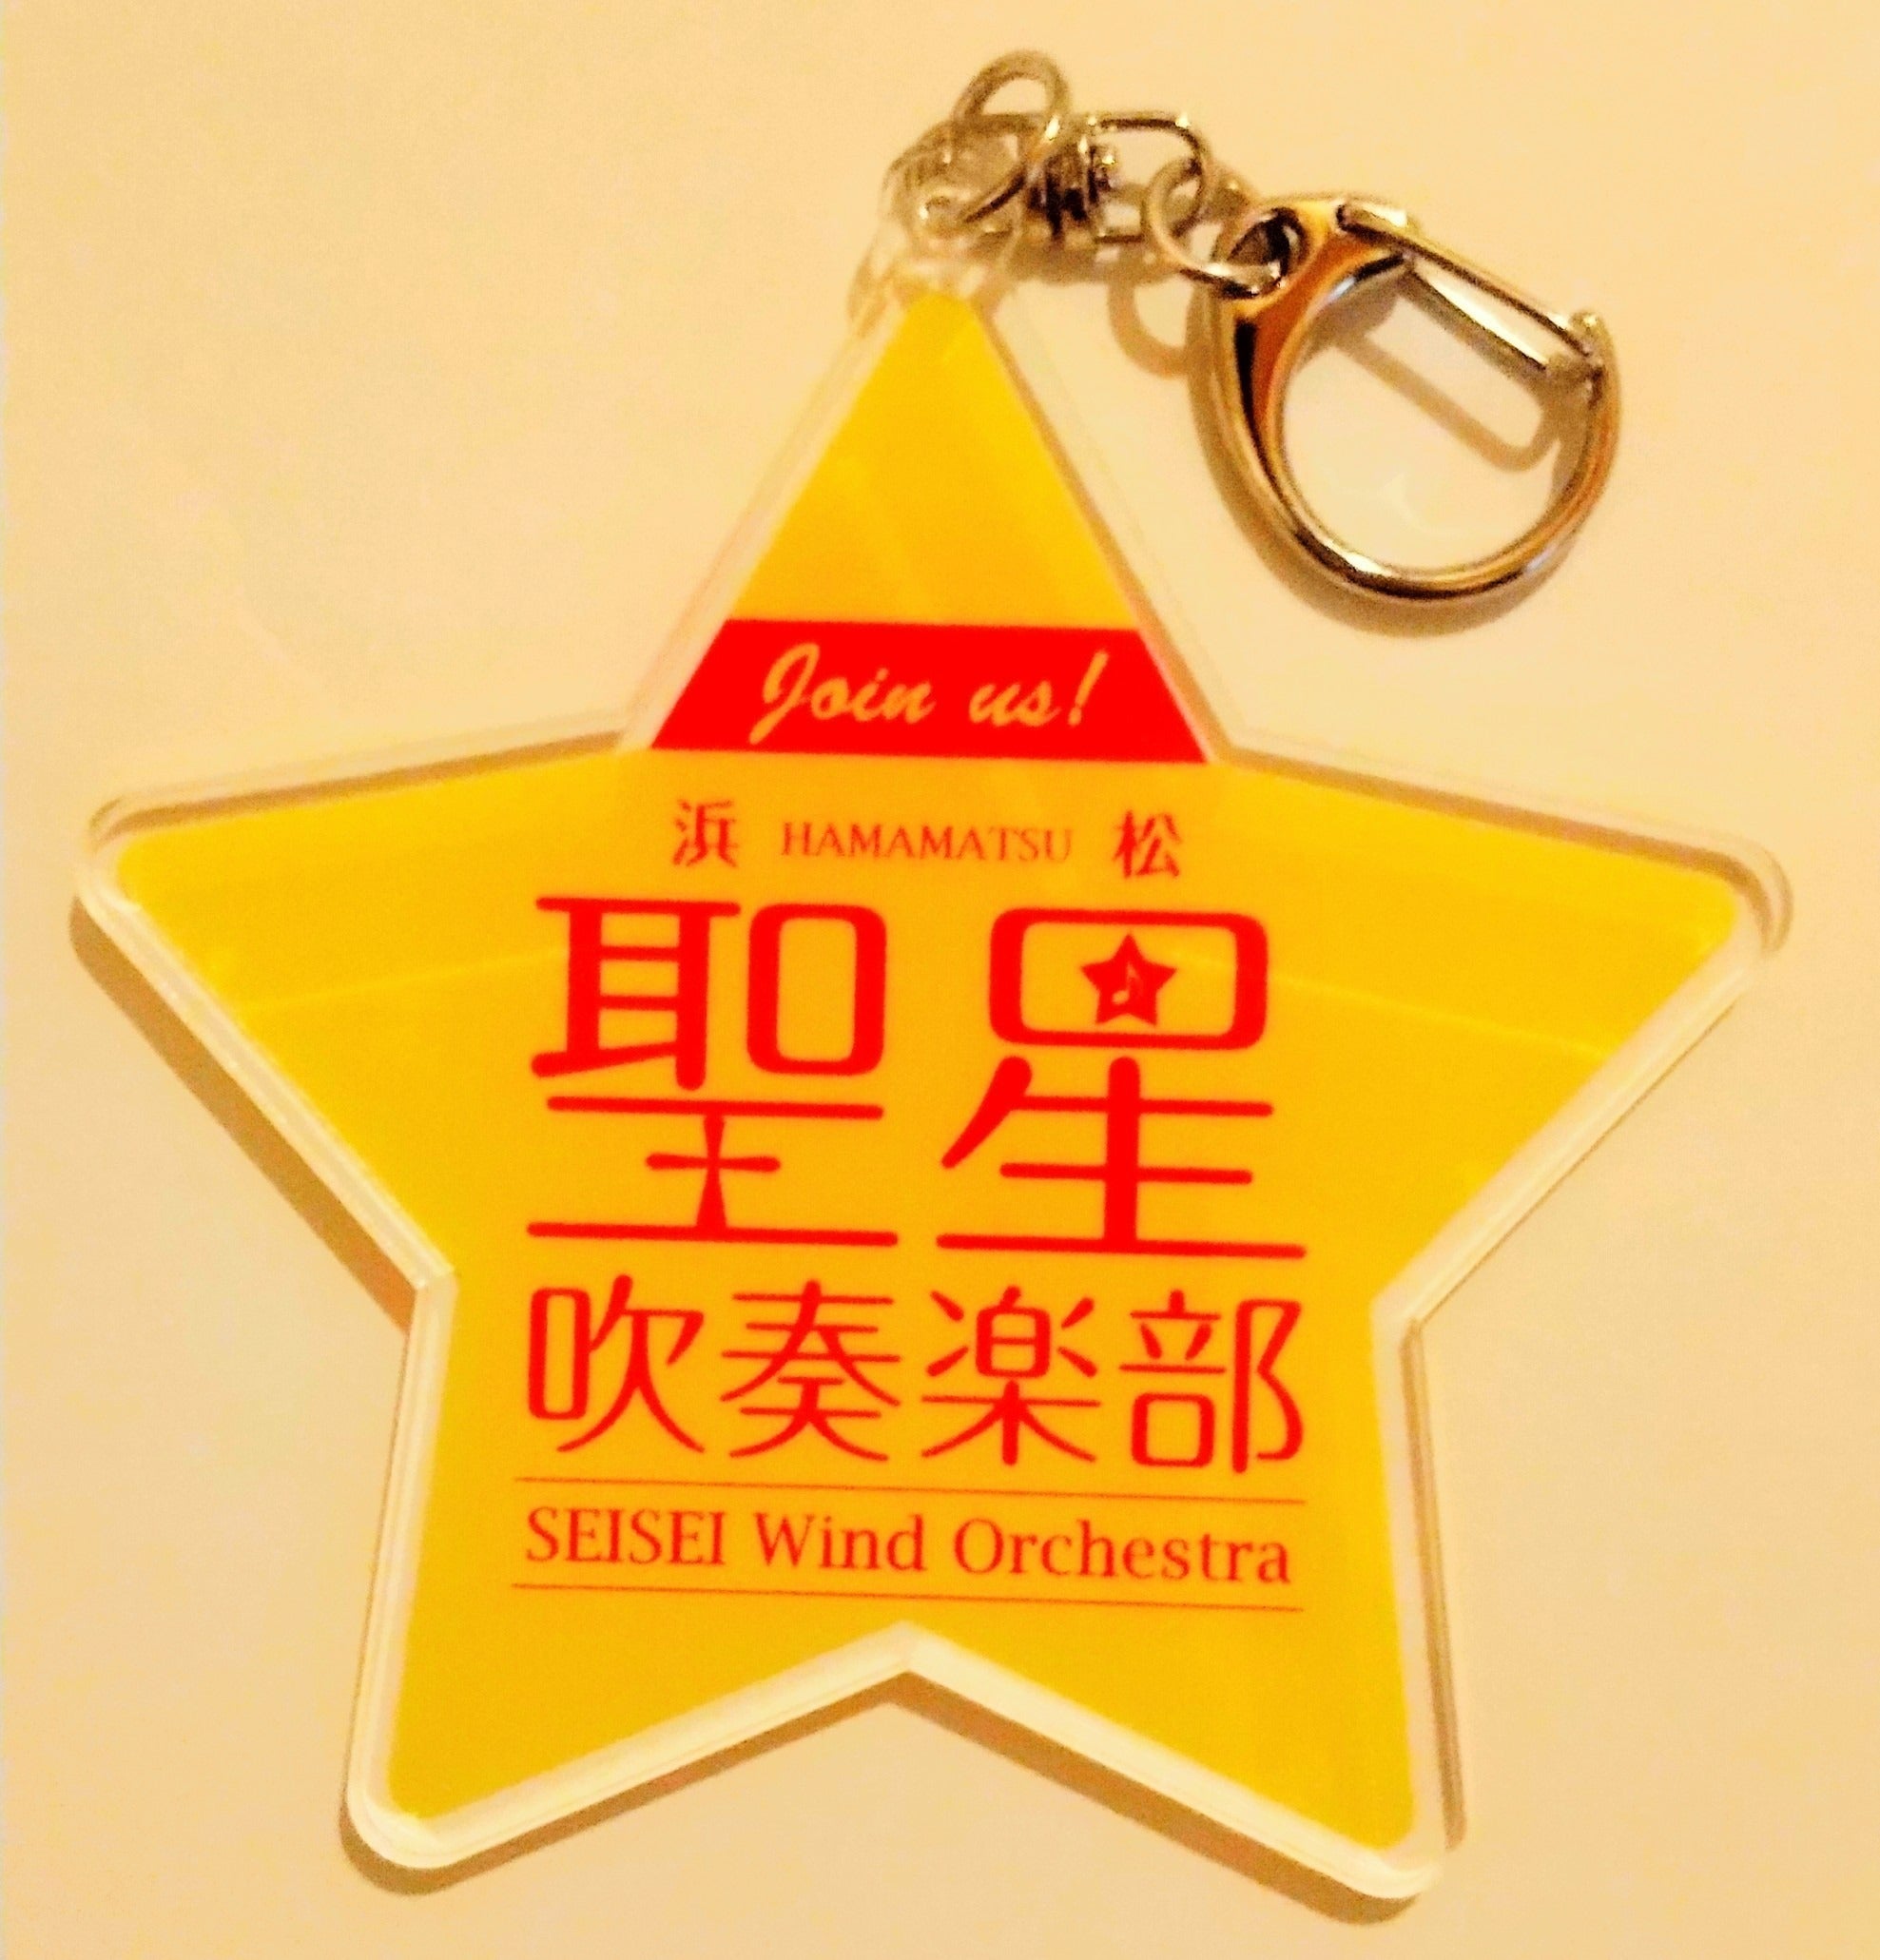 Join us!
浜 HAMAMATSU 松
聖星
吹奏楽部
SEISEI Wind Orchestra